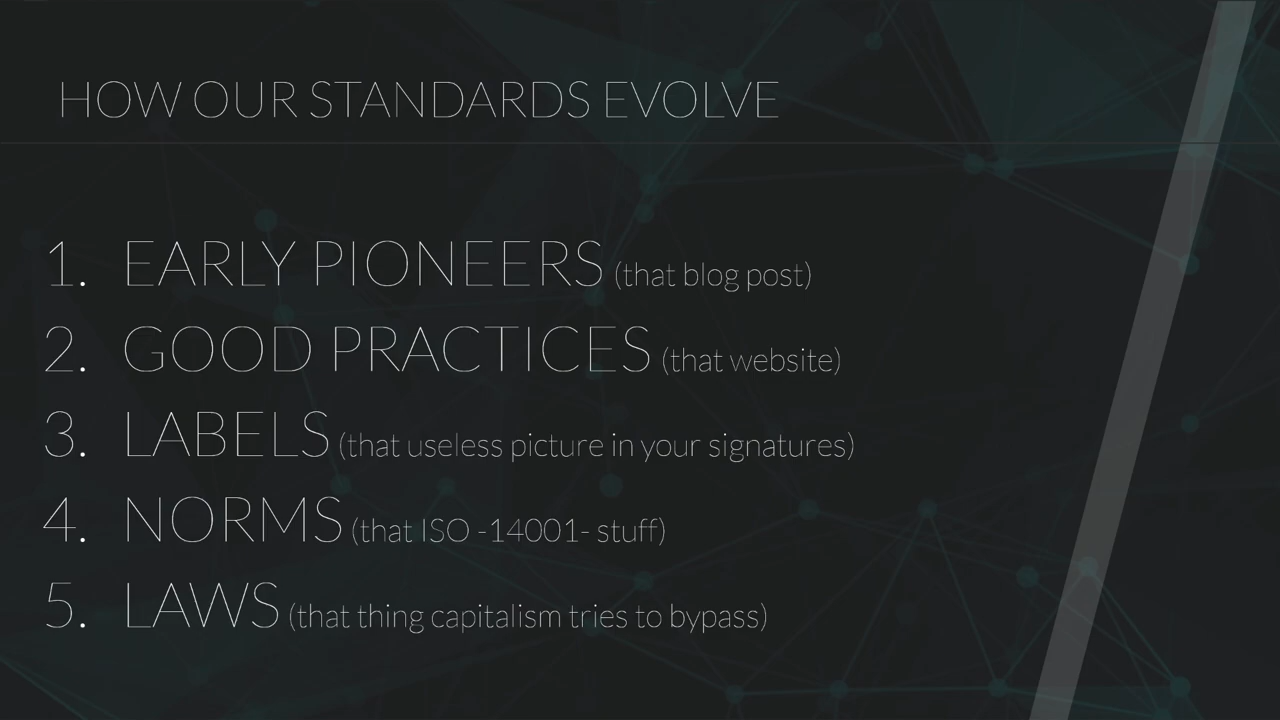 HOW OUR STANDARDS EVOLVE
1. EARLY PIONEERS (that blog post)
2. GOOD PRACTICES (that website)
3. LABELS (that useless picture in your signatures)
4. NORMS (that ISO -14001- stuff)
5. LAWS (that thing capitalism tries to bypass)